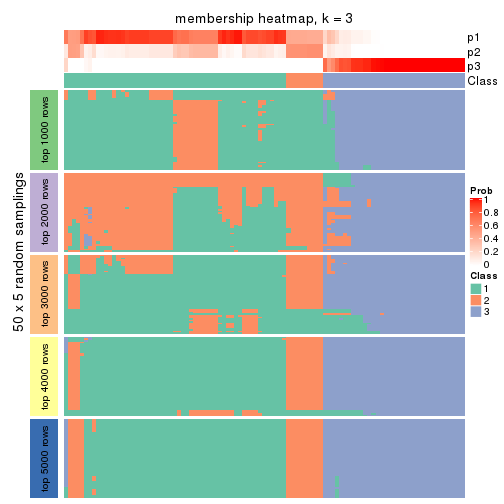 membership heatmap, k = 3
p1
p2
p3
Class
50 x 5 random samplings
top 1000 rows
top 2000 rows
top 3000 rows
top 4000 rows
top 5000 rows
Prob
1
0.8
0.6
0.4
0.2
0
Class
1
2
3